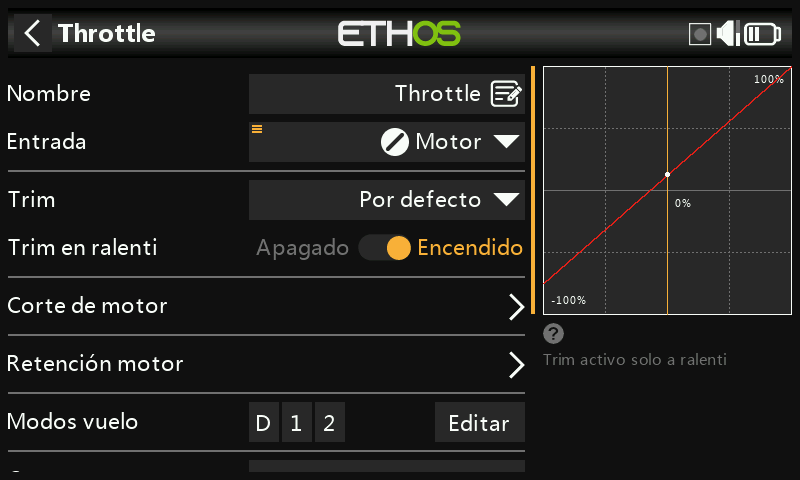 Throttle
ETHOS
Nombre
Throttle
Entrada
Motor
Trim
Por defecto
Trim en ralenti
Apagado
Encendido
Corte de motor
Retención motor
Modos vuelo
D 1 2
Editar
100%
0%
-100%
?
Trim activo solo a ralenti